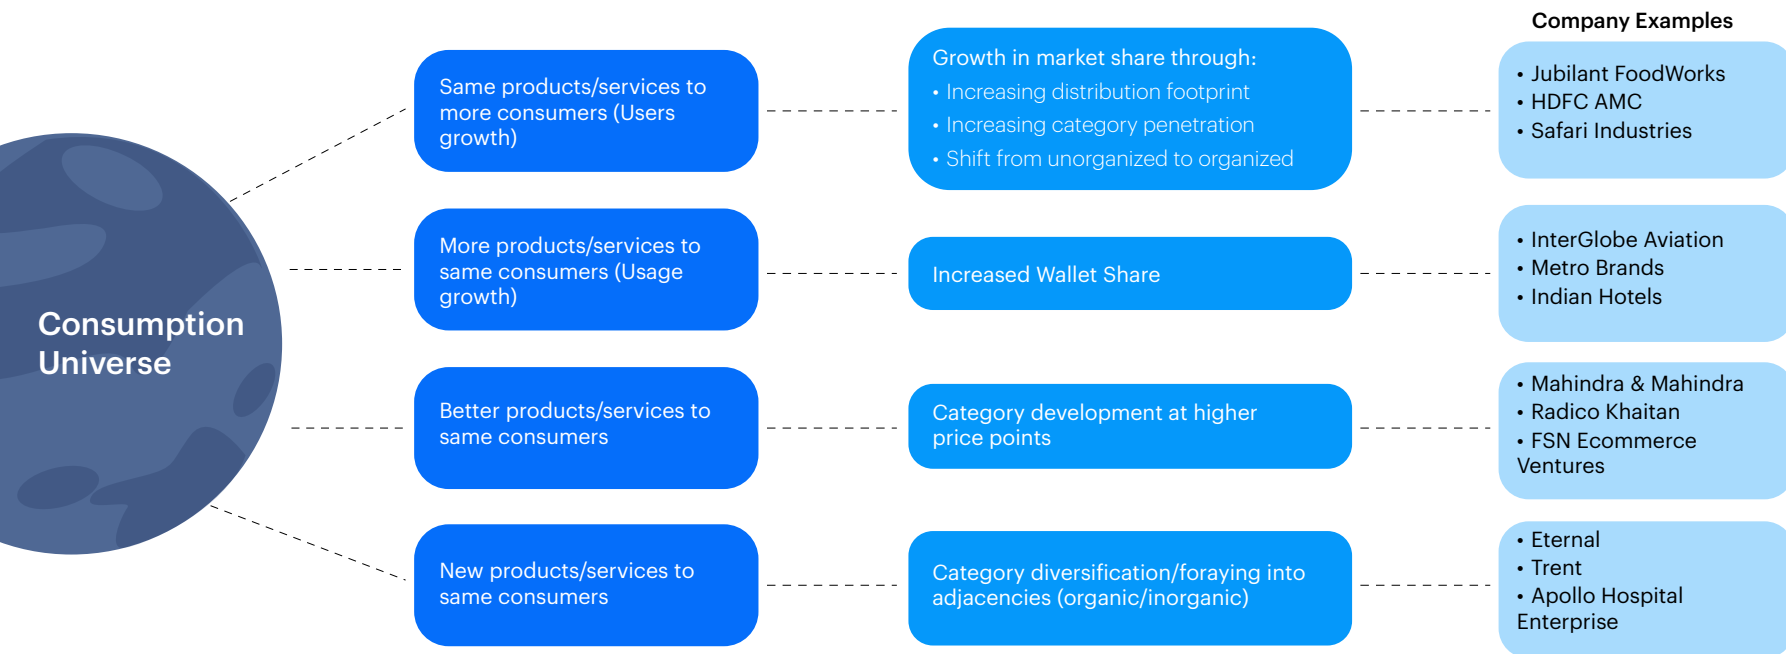 Company Examples
Consumption
Universe
Same products/services to
more consumers (Users
growth)
Growth in market share through:
• Increasing distribution footprint
• Increasing category penetration
• Shift from unorganized to organized
• Jubilant FoodWorks
• HDFC AMC
• Safari Industries
More products/services to
same consumers (Usage
growth)
Increased Wallet Share
• InterGlobe Aviation
• Metro Brands
• Indian Hotels
Better products/services to
same consumers
Category development at higher
price points
• Mahindra & Mahindra
• Radico Khaitan
• FSN Ecommerce
Ventures
New products/services to
same consumers
Category diversification/foraying into
adjacencies (organic/inorganic)
• Eternal
• Trent
• Apollo Hospital
Enterprise